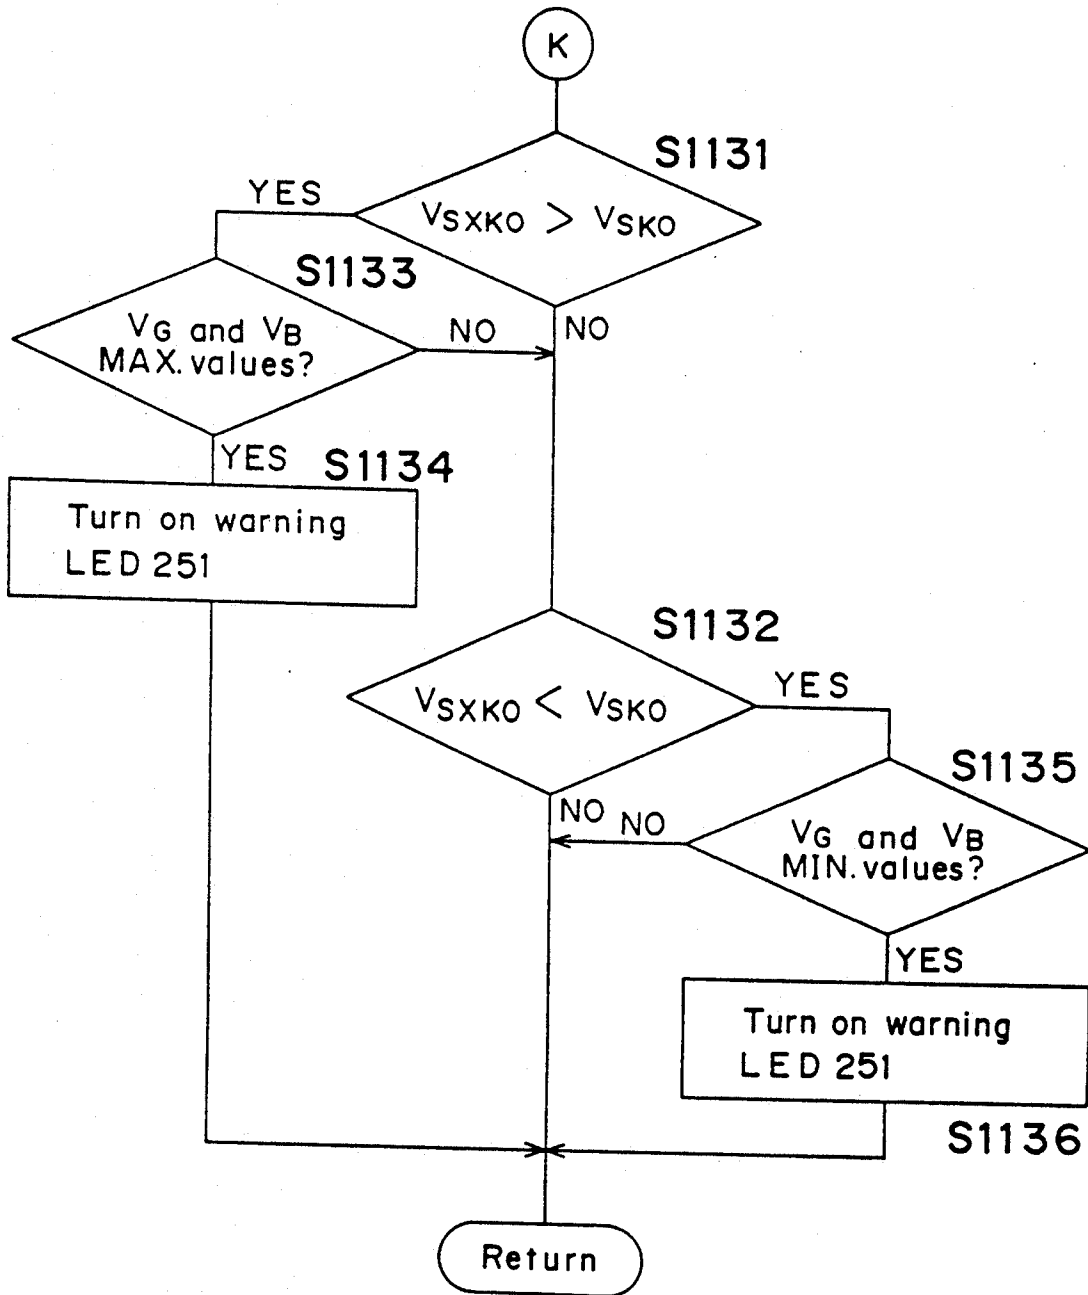 K
S1131
YES
VSXKO > VSKO
S1133
NO
NO
VG and VB
MAX. values?
YES
S1134
Turn on warning
LED 251
S1132
VSXKO < VSKO
YES
S1135
NO
NO
VG and VB
MIN. values?
YES
Turn on warning
LED 251
S1136
Return